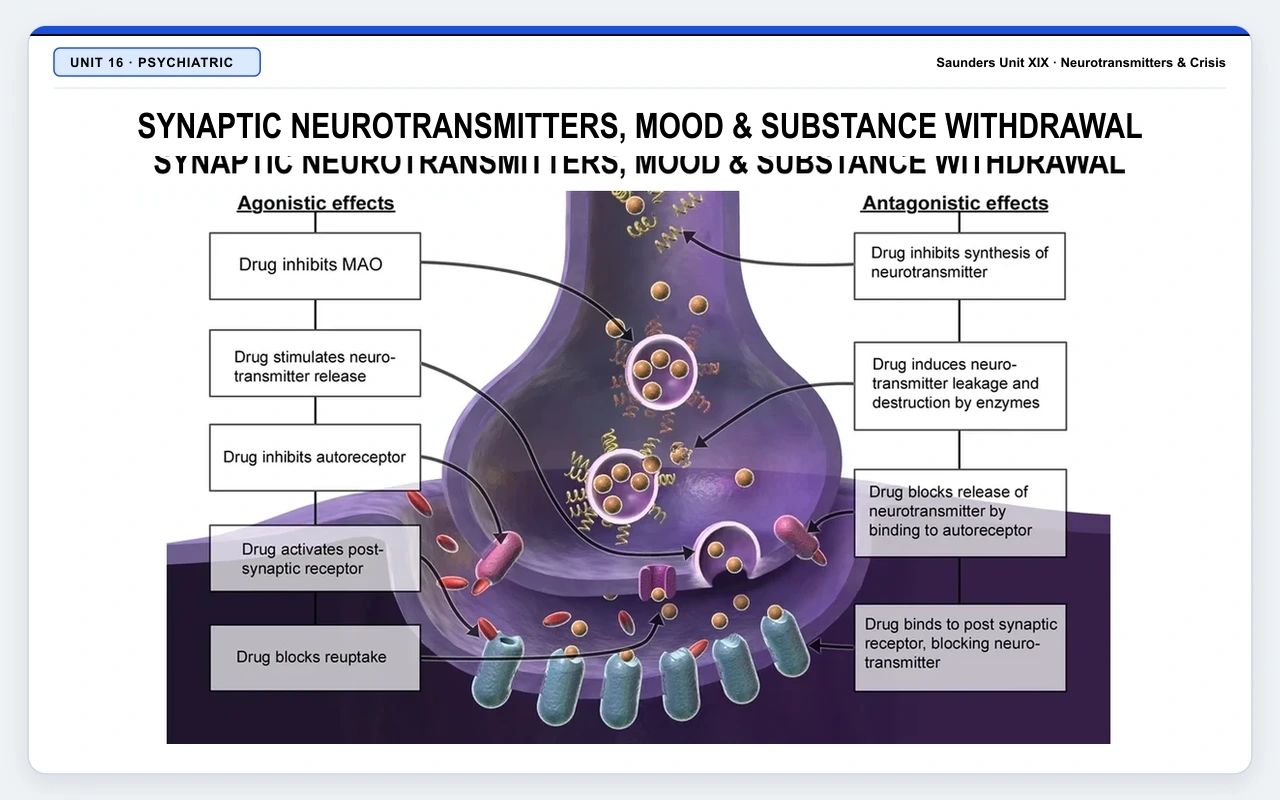 UNIT 16 · PSYCHIATRIC
Saunders Unit XIX · Neurotransmitters & Crisis
SYNAPTIC NEUROTRANSMITTERS, MOOD & SUBSTANCE WITHDRAWAL
SYNAPTIC NEUROTRANSMITTERS, MOOD & SUBSTANCE WITHDRAWAL
Agonistic effects
Drug inhibits MAO
Drug stimulates neuro-
transmitter release
Drug inhibits autoreceptor
Drug activates post-
synaptic receptor
Drug blocks reuptake
Antagonistic effects
Drug inhibits synthesis of
neurotransmitter
Drug induces neuro-
transmitter leakage and
destruction by enzymes
Drug blocks release of
neurotransmitter by
binding to autoreceptor
Drug binds to post synaptic
receptor, blocking neuro-
transmitter